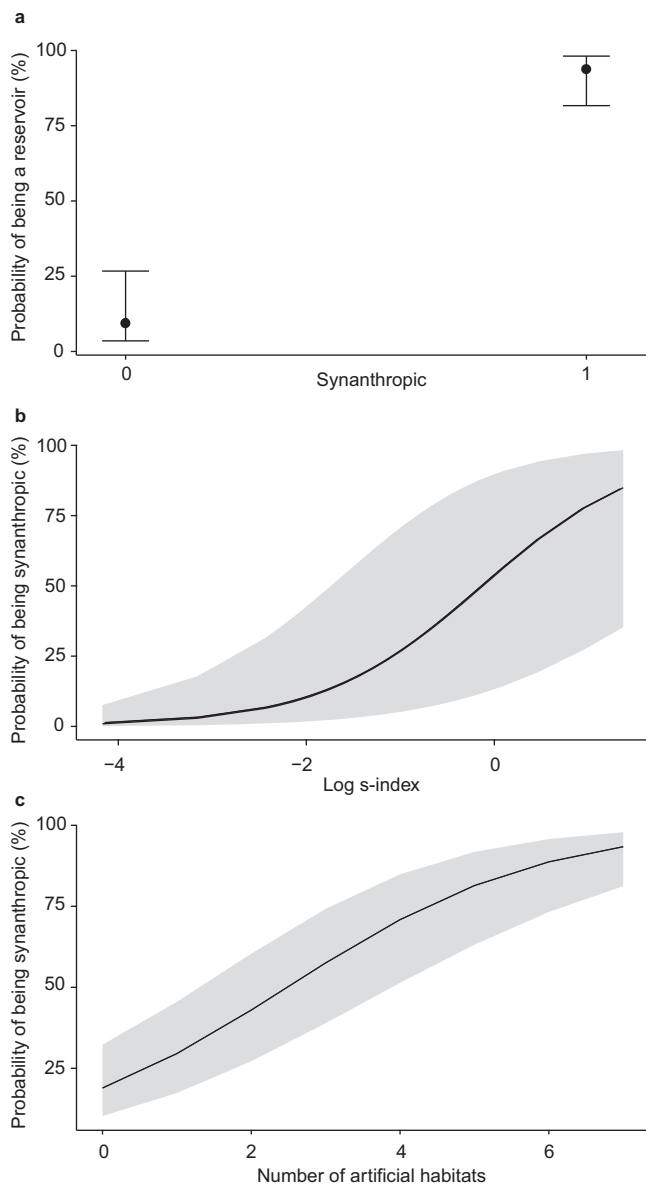 a
Probability of being a reservoir (%)
100
75
50
25
0
0
1
Synanthropic
b
Probability of being synanthropic (%)
100
75
50
25
0
−4
−2
0
Log s-index
c
Probability of being synanthropic (%)
100
75
50
25
0
2
4
6
Number of artificial habitats